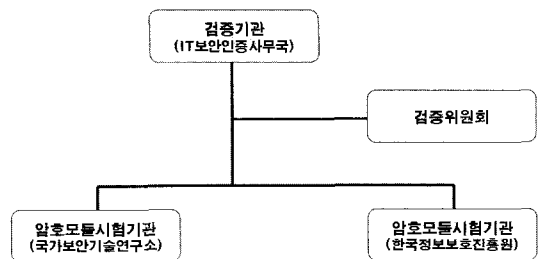 검증기관
(IT보안인증사무국)
검증위원회
암호모듈시험기관
(국가보안기술연구소)
암호모듈시험기관
(한국정보보호진흥원)